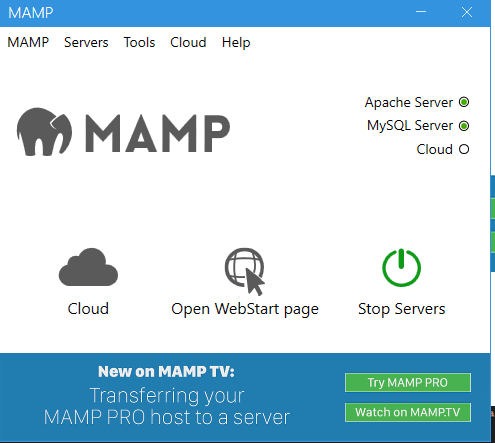 MAMP
MAMP Servers Tools Cloud Help
Apache Server
MySQL Server
Cloud
MAMP
Cloud
Open WebStart page
Stop Servers
New on MAMP TV:
Transferring your
MAMP PRO host to a server
Try MAMP PRO
Watch on MAMP.TV